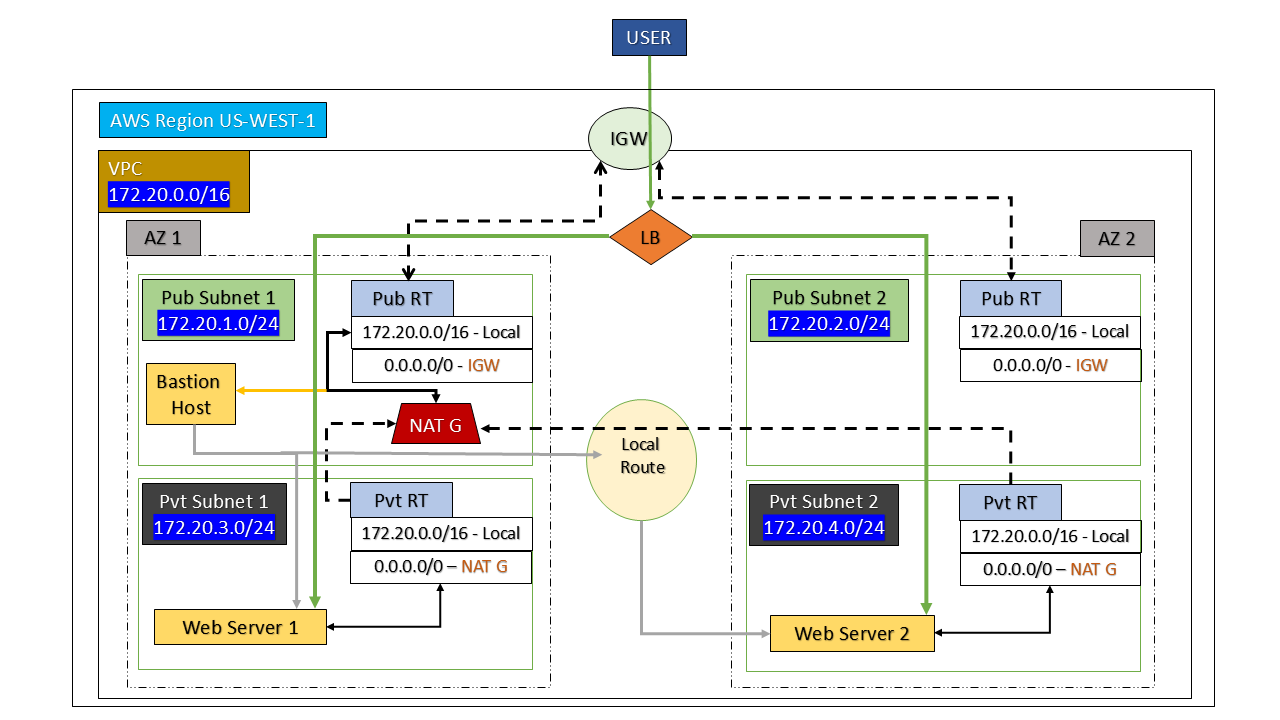 USER
AWS Region US-WEST-1
IGW
VPC
172.20.0.0/16
AZ 1
LB
AZ 2
Pub Subnet 1
172.20.1.0/24
Pub RT
172.20.0.0/16 - Local
0.0.0.0/0 - IGW
Bastion
Host
NAT G
Pub Subnet 2
172.20.2.0/24
Pub RT
172.20.0.0/16 - Local
0.0.0.0/0 - IGW
Local
Route
Pvt Subnet 1
172.20.3.0/24
Pvt RT
172.20.0.0/16 - Local
0.0.0.0/0 – NAT G
Web Server 1
Pvt Subnet 2
172.20.4.0/24
Pvt RT
172.20.0.0/16 - Local
0.0.0.0/0 – NAT G
Web Server 2